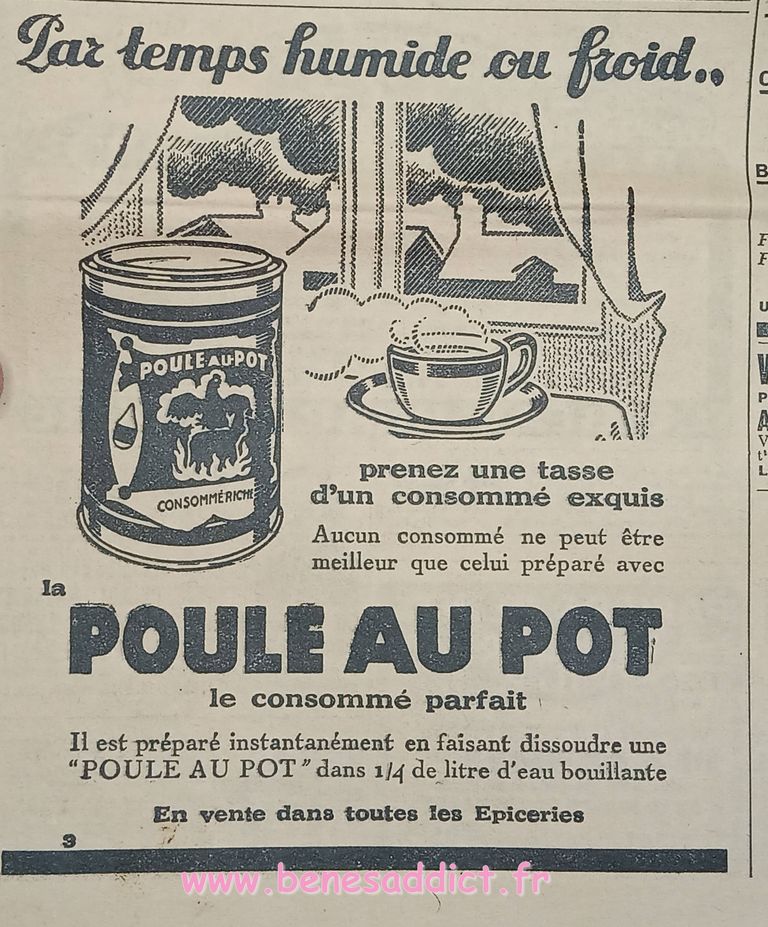 Par temps humide ou froid..
POULE AU POT
CONSOMMÉ RICHE
prenez une tasse
d'un consommé exquis
Aucun consommé ne peut être
meilleur que celui préparé avec
la
POULE AU POT
le consommé parfait
Il est préparé instantanément en faisant dissoudre une
"POULE AU POT" dans 1/4 de litre d'eau bouillante
En vente dans toutes les Epiceries
3
www.benesaddict.fr